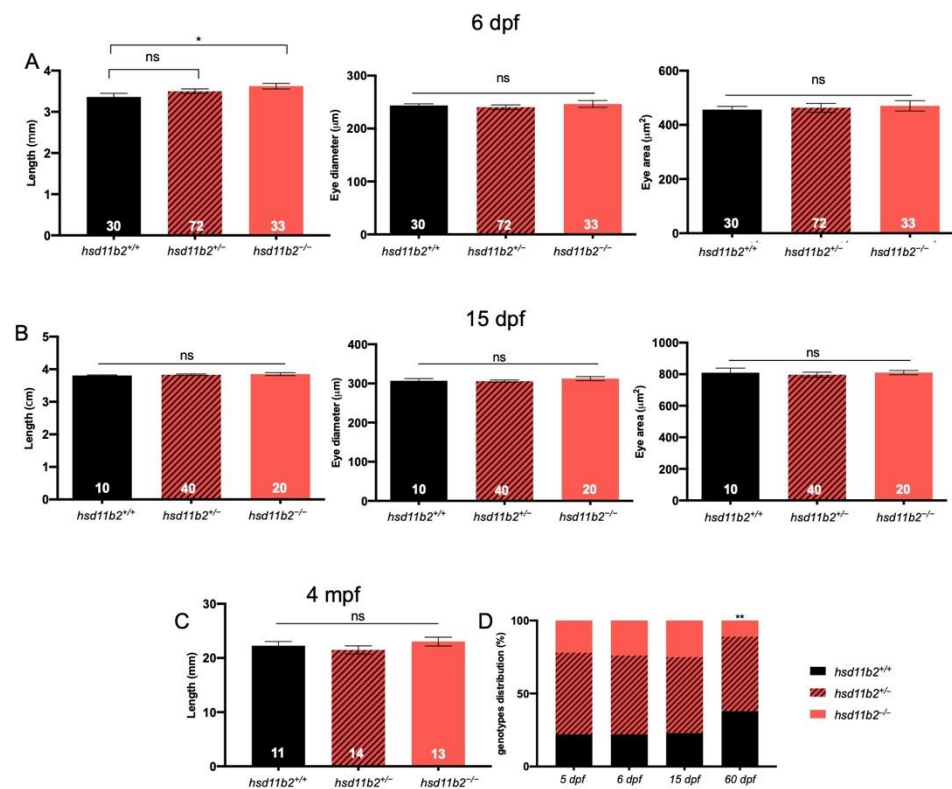 6 dpf
A
*
ns
Length (mm)
4
3
2
1
0
30
72
33
hsd11b2+/+
hsd11b2+/−
hsd11b2−/−
ns
Eye diameter (µm)
300
200
100
0
30
72
33
hsd11b2+/+
hsd11b2+/−
hsd11b2−/−
ns
Eye area (µm2)
600
400
200
0
30
72
33
hsd11b2+/+
hsd11b2+/−
hsd11b2−/−
15 dpf
B
ns
Length (cm)
5
4
3
2
1
0
10
40
20
hsd11b2+/+
hsd11b2+/−
hsd11b2−/−
ns
Eye diameter (µm)
400
300
200
100
0
10
40
20
hsd11b2+/+
hsd11b2+/−
hsd11b2−/−
ns
Eye area (µm2)
1000
800
600
400
200
0
10
40
20
hsd11b2+/+
hsd11b2+/−
hsd11b2−/−
4 mpf
C
ns
Length (mm)
30
20
10
0
11
14
13
hsd11b2+/+
hsd11b2+/−
hsd11b2−/−
D
**
genotypes distribution (%)
100
50
0
5 dpf
6 dpf
15 dpf
60 dpf
hsd11b2+/+
hsd11b2+/−
hsd11b2−/−